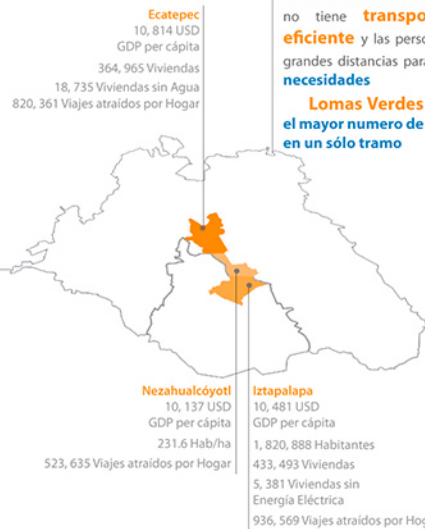 Ecatepec
10, 814 USD
GDP per cápita
364, 965 Viviendas
18, 735 Viviendas sin Agua
820, 361 Viajes atraídos por Hogar
no tiene transpo
eficiente y las perso
grandes distancias para
necesidades
Lomas Verdes
el mayor numero de
en un sólo tramo
Nezahualcóyotl
10, 137 USD
GDP per cápita
231.6 Hab/ha
523, 635 Viajes atraídos por Hogar
Iztapalapa
10, 481 USD
GDP per cápita
1, 820, 888 Habitantes
433, 493 Viviendas
5, 381 Viviendas sin
Energía Eléctrica
936, 569 Viajes atraídos por Hog